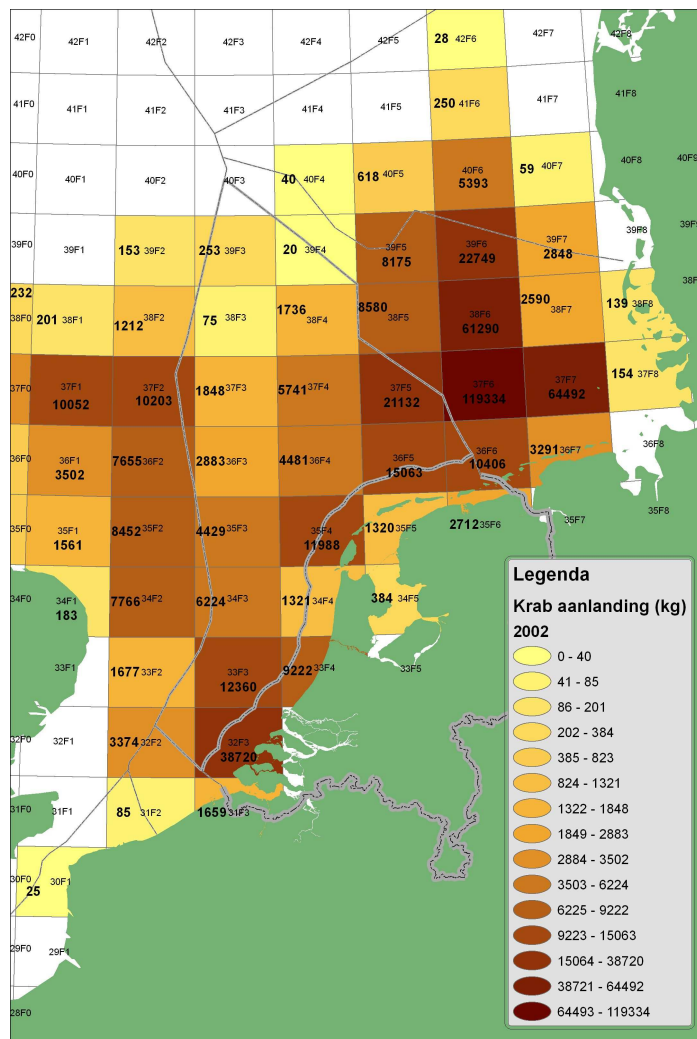 42F0 42F1 42F2 42F3 42F4 42F5 28 42F6 42F7 42F8
41F0 41F1 41F2 41F3 41F4 41F5 250 41F6 41F7 41F8
40F0 40F1 40F2 40F3 40 40F4 618 40F5 40F6 59 40F7 40F8 40F9
5393
39F0 39F1 153 39F2 253 39F3 20 39F4 39F5 39F6 39F7 39F8
8175 22749 2848
232
38F0 201 38F1 1212 38F2 75 38F3 1736 38F4 8580 38F5 38F6 2590 38F7 139 38F8
61290
37F0 37F1 37F2 1848 37F3 5741 37F4 37F5 37F6 37F7 154 37F8
10052 10203 21132 119334 64492
36F0 36F1 7655 36F2 2883 36F3 4481 36F4 36F5 36F6 3291 36F7 36F8
3502 15063 10406
35F0 35F1 8452 35F2 4429 35F3 35F4 1320 35F5 2712 35F6 35F7 35F8
1561 11988
34F0 34F1 7766 34F2 6224 34F3 1321 34F4 384 34F5
183
33F1 1677 33F2 33F3 9222 33F4 33F5
12360
32F0 32F1 3374 32F2 32F3
38720
31F0 31F1 85 31F2 1659 31F3
30F0 30F1
25
29F0 29F1
28F0
Legenda
Krab aanlanding (kg)
2002
0 - 40
41 - 85
86 - 201
202 - 384
385 - 823
824 - 1321
1322 - 1848
1849 - 2883
2884 - 3502
3503 - 6224
6225 - 9222
9223 - 15063
15064 - 38720
38721 - 64492
64493 - 119334